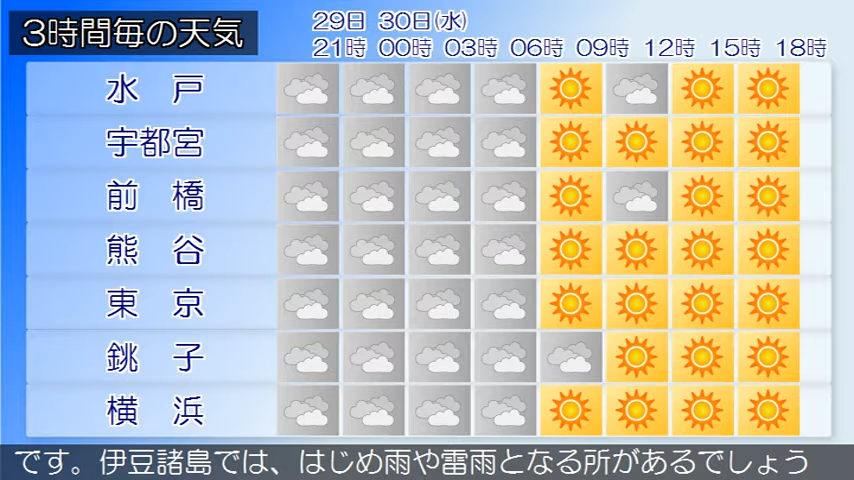 3時間毎の天気
29日 30日(水)
21時 00時 03時 06時 09時 12時 15時 18時
水 戸
宇都宮
前 橋
熊 谷
東 京
銚 子
横 浜
です。伊豆諸島では、はじめ雨や雷雨となる所があるでしょう